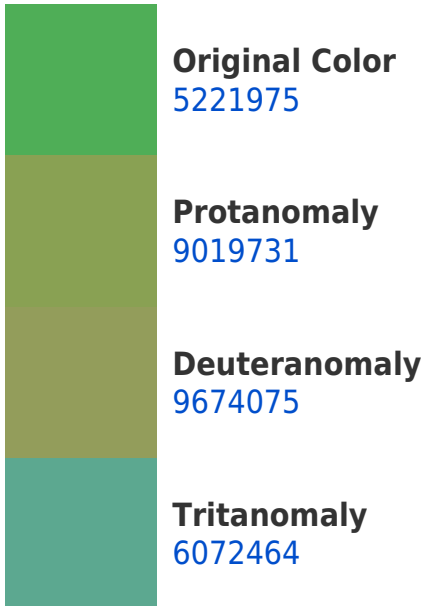 Original Color
5221975
Protanomaly
9019731
Deuteranomaly
9674075
Tritanomaly
6072464